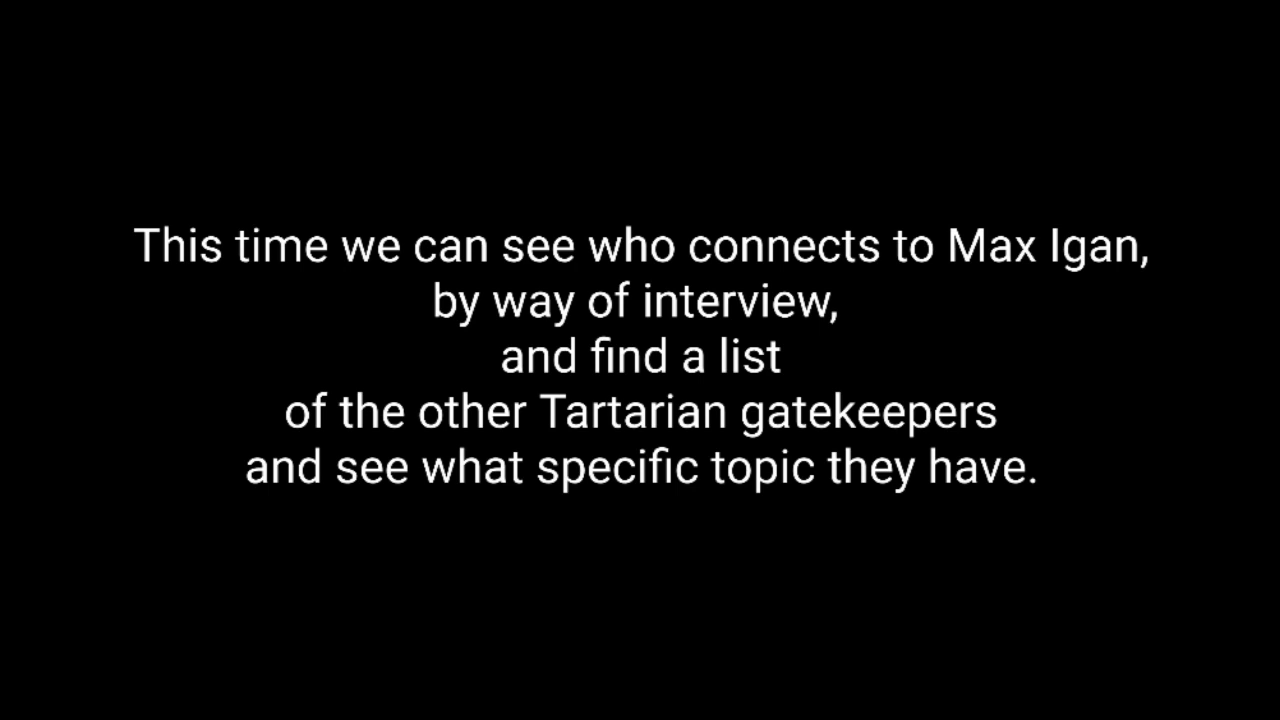 This time we can see who connects to Max Igan,
by way of interview,
and find a list
of the other Tartarian gatekeepers
and see what specific topic they have.